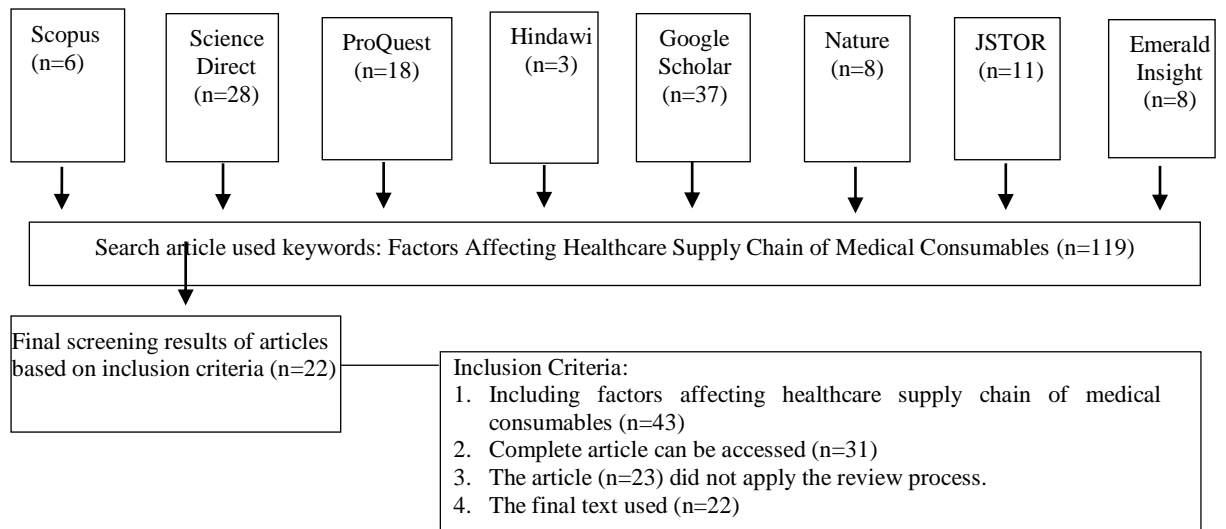 Scopus
(n=6)
Science
Direct
(n=28)
ProQuest
(n=18)
Hindawi
(n=3)
Google
Scholar
(n=37)
Nature
(n=8)
JSTOR
(n=11)
Emerald
Insight
(n=8)
Search article used keywords: Factors Affecting Healthcare Supply Chain of Medical Consumables (n=119)
Final screening results of articles
based on inclusion criteria (n=22)
Inclusion Criteria:
1. Including factors affecting healthcare supply chain of medical
consumables (n=43)
2. Complete article can be accessed (n=31)
3. The article (n=23) did not apply the review process.
4. The final text used (n=22)